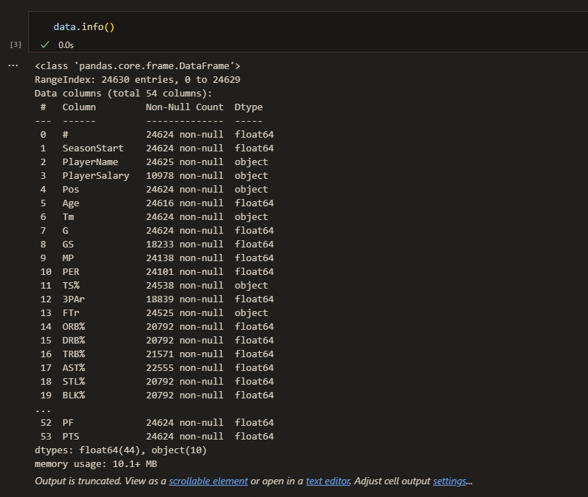 data.info()
[3]
✓ 0.0s
...
<class 'pandas.core.frame.DataFrame'>
RangeIndex: 24630 entries, 0 to 24629
Data columns (total 54 columns):
 #   Column        Non-Null Count  Dtype
---  ------        --------------  -----
 0   #             24624 non-null  float64
 1   SeasonStart   24624 non-null  float64
 2   PlayerName    24625 non-null  object
 3   PlayerSalary  10978 non-null  object
 4   Pos           24624 non-null  object
 5   Age           24616 non-null  float64
 6   Tm            24624 non-null  object
 7   G             24624 non-null  float64
 8   GS            18233 non-null  float64
 9   MP            24138 non-null  float64
 10  PER           24101 non-null  float64
 11  TS%           24538 non-null  object
 12  3PAr          18839 non-null  float64
 13  FTr           24525 non-null  object
 14  ORB%          20792 non-null  float64
 15  DRB%          20792 non-null  float64
 16  TRB%          21571 non-null  float64
 17  AST%          22555 non-null  float64
 18  STL%          20792 non-null  float64
 19  BLK%          20792 non-null  float64
...
 52  PF            24624 non-null  float64
 53  PTS           24624 non-null  float64
dtypes: float64(44), object(10)
memory usage: 10.1+ MB
Output is truncated. View as a scrollable element or open in a text editor. Adjust cell output settings...